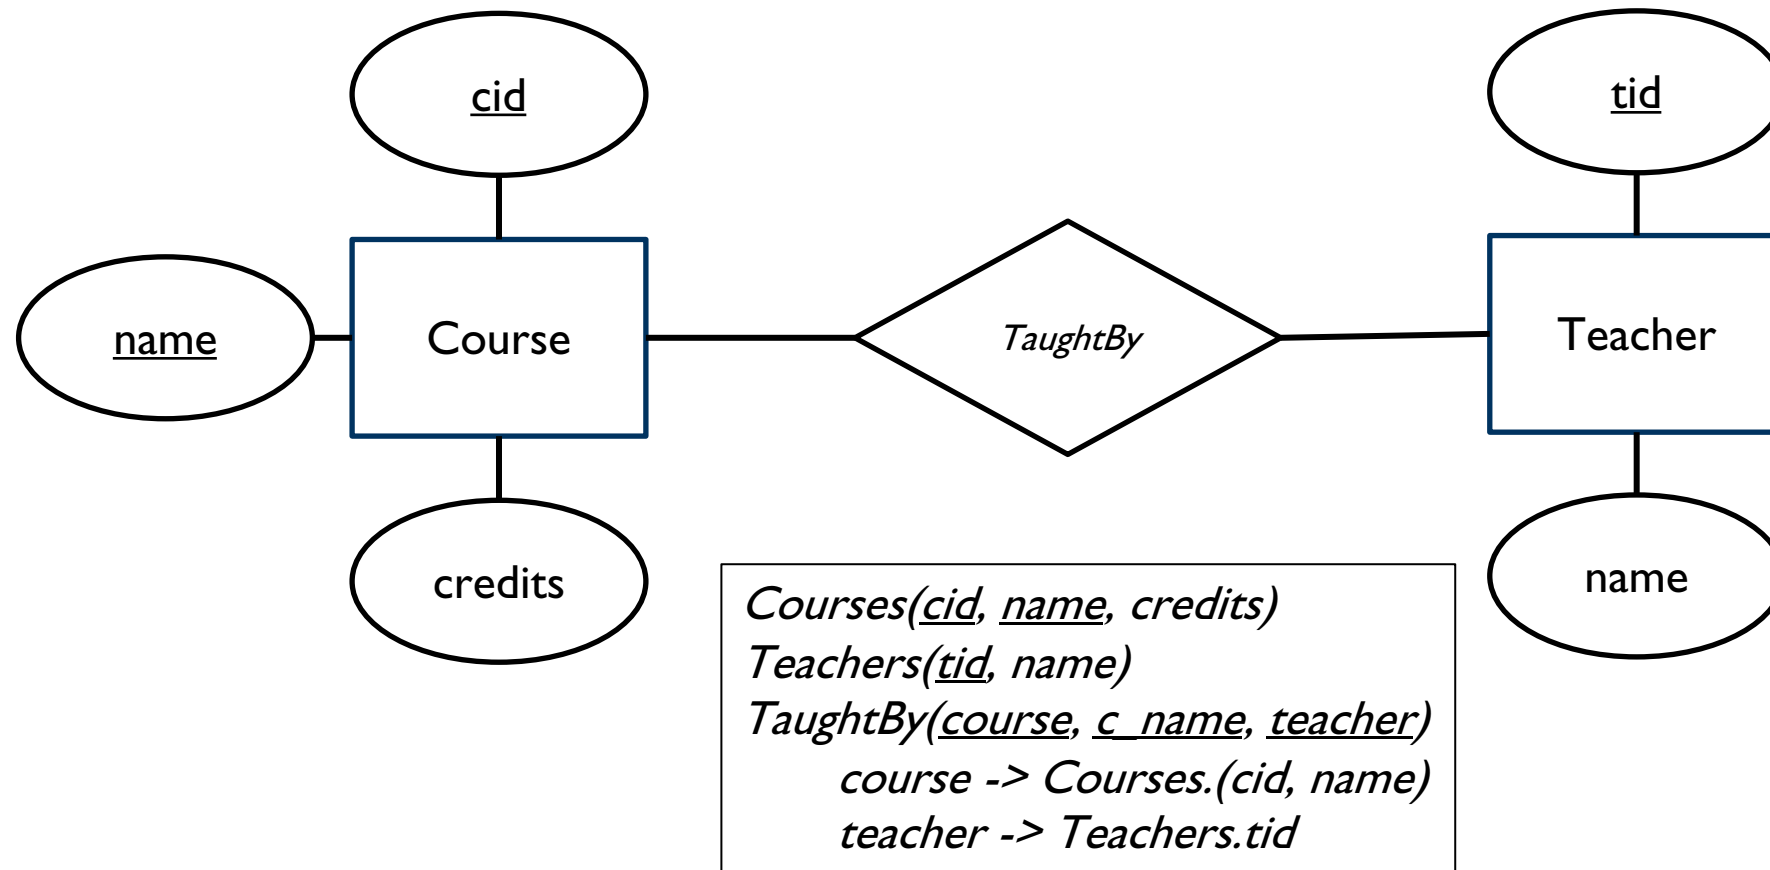 cid
tid
name
Course
TaughtBy
Teacher
credits
name
Courses(cid, name, credits)
Teachers(tid, name)
TaughtBy(course, c_name, teacher)
course -> Courses.(cid, name)
teacher -> Teachers.tid